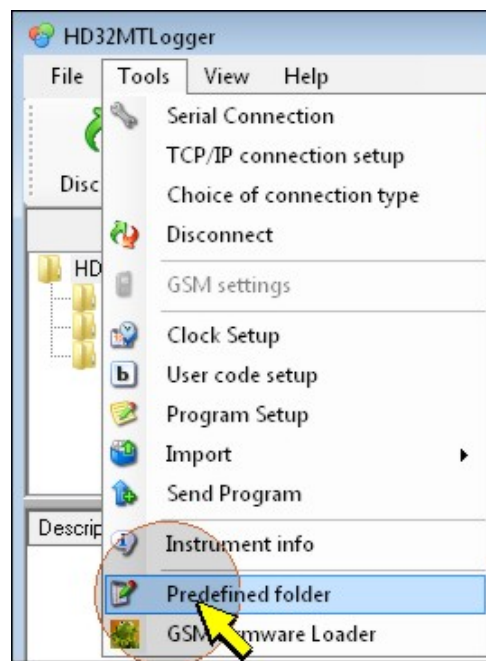 HD32MTLogger
File Tools View Help
Serial Connection
TCP/IP connection setup
Disc
Choice of connection type
Disconnect
HD
GSM settings
Clock Setup
User code setup
Program Setup
Import
Send Program
Descrip
Instrument info
Predefined folder
GSM Firmware Loader